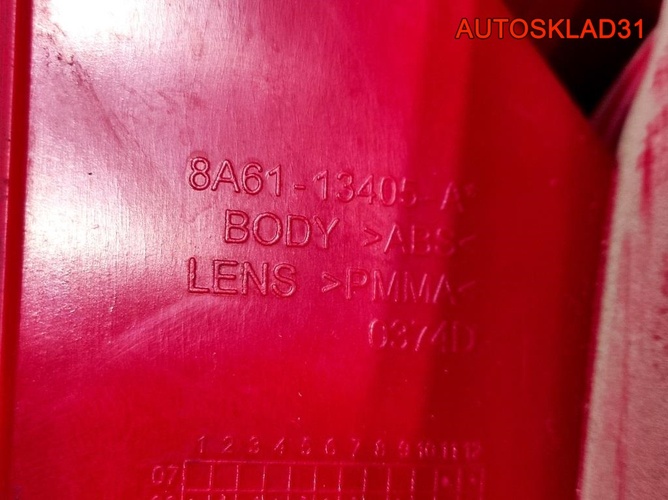 AUTOSKLAD31
8A61-13405-A
BODY >ABS<
LENS >PMMA<
0374D
1 2 3 4 5 6 7 8 9 10 11 12
07